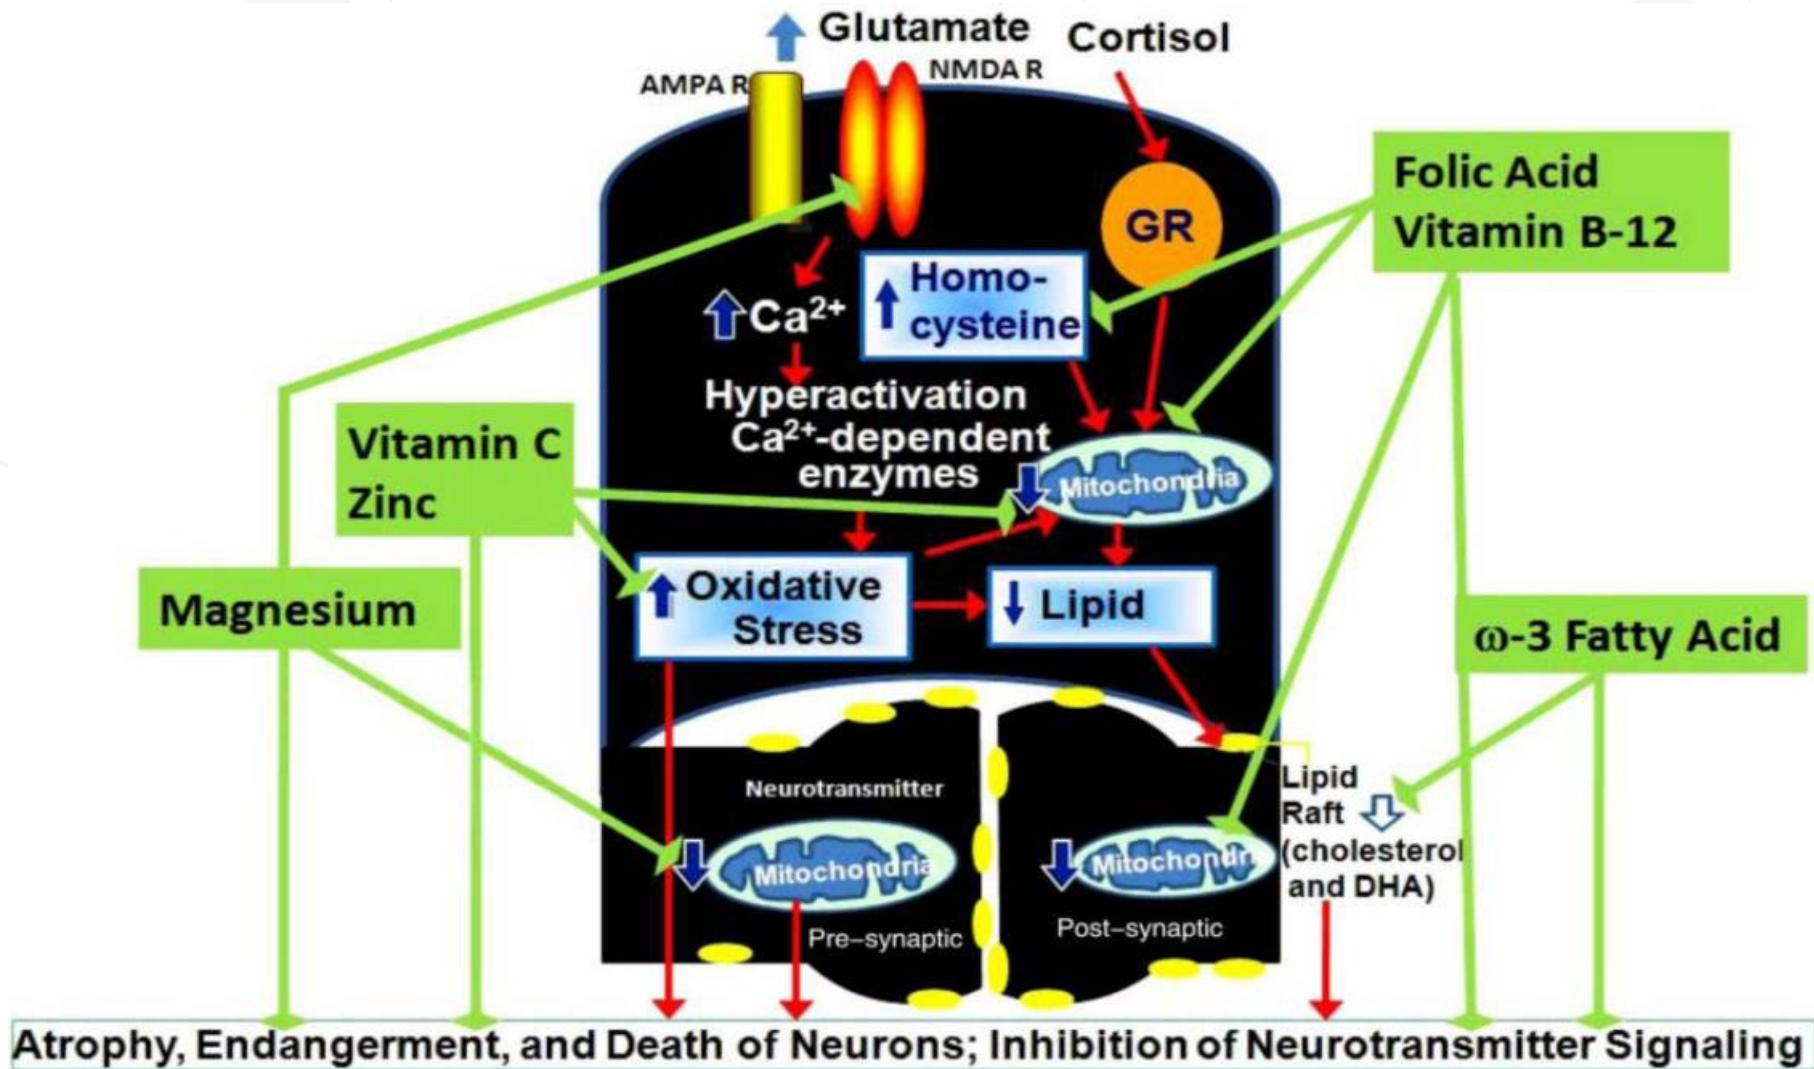 Glutamate
Cortisol
AMPA R
NMDA R
Folic Acid
Vitamin B-12
GR
Homo-
cysteine
Ca²⁺
Hyperactivation
Ca²⁺-dependent
enzymes
Mitochondria
Vitamin C
Zinc
Oxidative
Stress
Lipid
Magnesium
ω-3 Fatty Acid
Neurotransmitter
Mitochondria
Pre–synaptic
Mitochondri
Post–synaptic
Lipid
Raft
(cholesterol
and DHA)
Atrophy, Endangerment, and Death of Neurons; Inhibition of Neurotransmitter Signaling